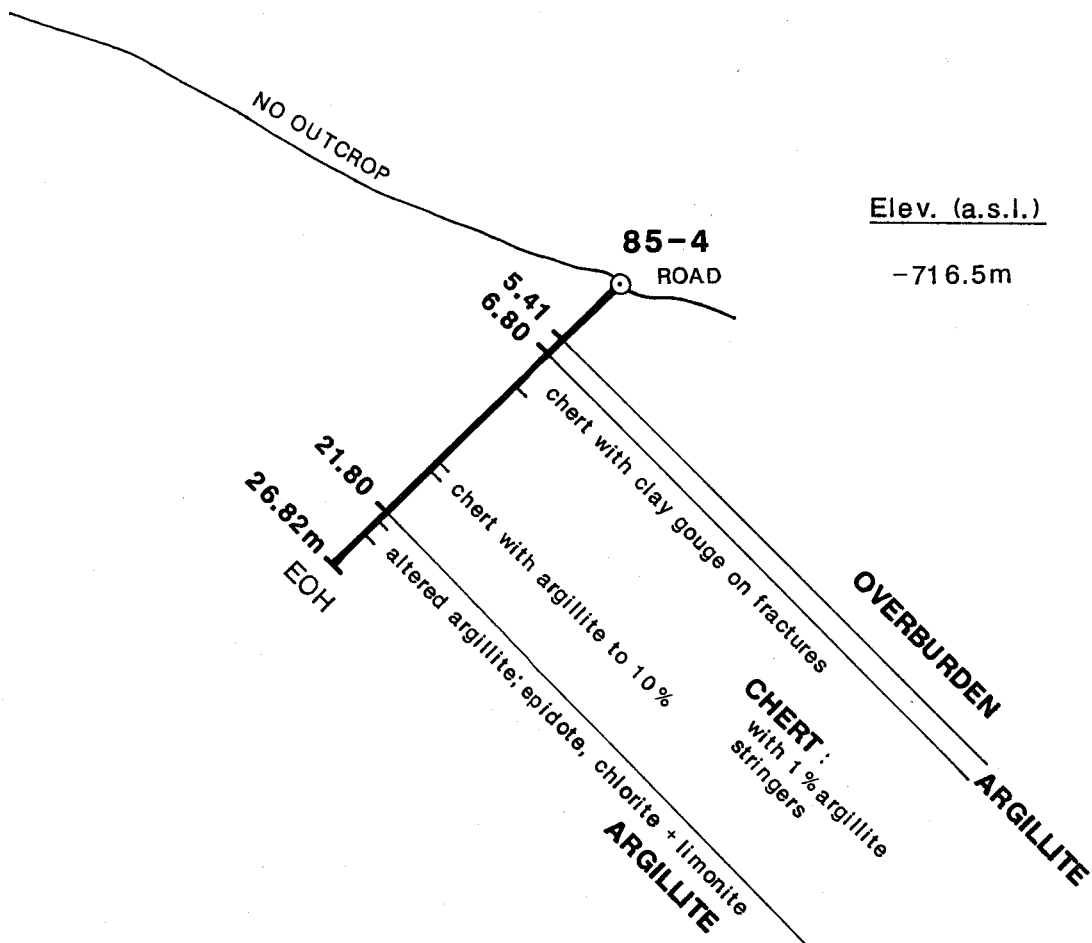 NO OUTCROP
Elev. (a.s.l.)
85-4
ROAD
-716.5m
5.41
6.80
chert with clay gouge on fractures
21.80
26.82m
EOH
chert with argillite to 10%
altered argillite; epidote, chlorite + limonite
OVERBURDEN
CHERT:
with 1% argillite
stringers
ARGILLITE
ARGILLITE